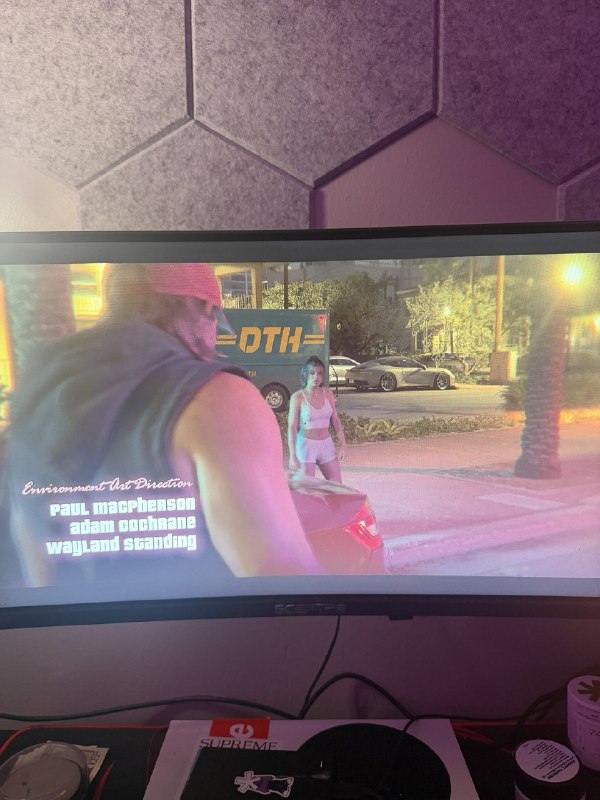 DTH
Environment Art Direction
Paul Macpherson
adam cochrane
wayland standing
SCEPTRE
SUPREME